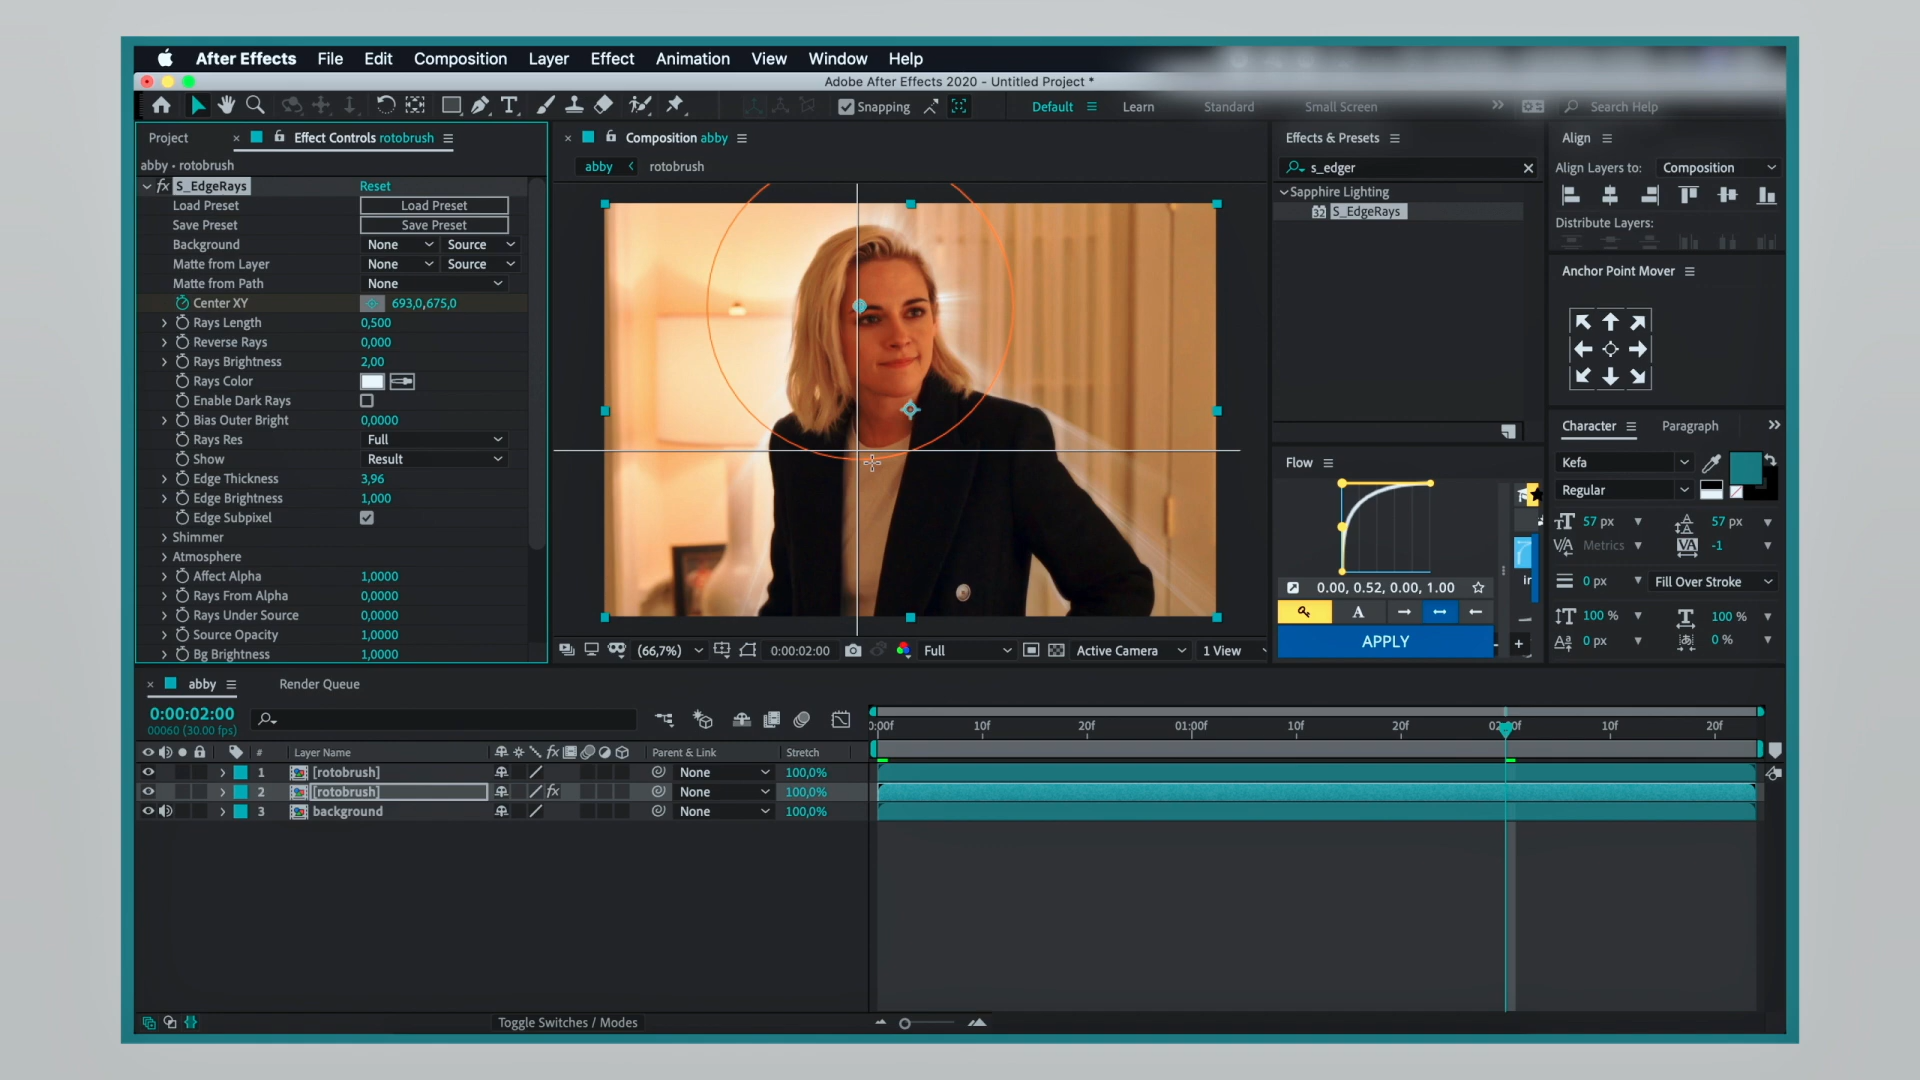 After Effects File Edit Composition Layer Effect Animation View Window Help
Adobe After Effects 2020 - Untitled Project *
Snapping Default Learn Standard Small Screen Search Help
Project Effect Controls rotobrush
abby • rotobrush
fx S_EdgeRays Reset
Load Preset Load Preset
Save Preset Save Preset
Background None Source
Matte from Layer None Source
Matte from Path None
Center XY 693,0,675,0
Rays Length 0,500
Reverse Rays 0,000
Rays Brightness 2,00
Rays Color
Enable Dark Rays
Bias Outer Bright 0,0000
Rays Res Full
Show Result
Edge Thickness 3,96
Edge Brightness 1,000
Edge Subpixel
Shimmer
Atmosphere
Affect Alpha 1,0000
Rays From Alpha 0,0000
Rays Under Source 0,0000
Source Opacity 1,0000
Bg Brightness 1,0000
Composition abby
abby rotobrush
(66,7%) 0:00:02:00 Full Active Camera 1 View
Effects & Presets
s_edger
Sapphire Lighting
32 S_EdgeRays
Flow
0.00, 0.52, 0.00, 1.00
A
APPLY
Align
Align Layers to: Composition
Distribute Layers:
Anchor Point Mover
Character Paragraph
Kefa
Regular
57 px 57 px
Metrics -1
0 px Fill Over Stroke
100 % 100 %
0 px 0 %
abby Render Queue
0:00:02:00
00060 (30.00 fps)
0:00f 10f 20f 01:00f 10f 20f 10f 20f
# Layer Name fx Parent & Link Stretch
1 [rotobrush] None 100,0%
2 [rotobrush] fx None 100,0%
3 background None 100,0%
Toggle Switches / Modes